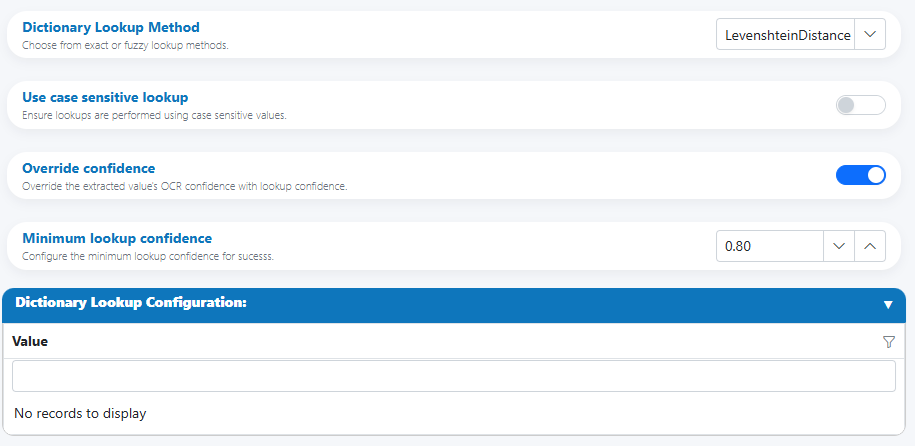 Dictionary Lookup Method
Choose from exact or fuzzy lookup methods.
LevenshteinDistance
Use case sensitive lookup
Ensure lookups are performed using case sensitive values.
Override confidence
Override the extracted value's OCR confidence with lookup confidence.
Minimum lookup confidence
Configure the minimum lookup confidence for sucesss.
0.80
Dictionary Lookup Configuration:
Value
No records to display